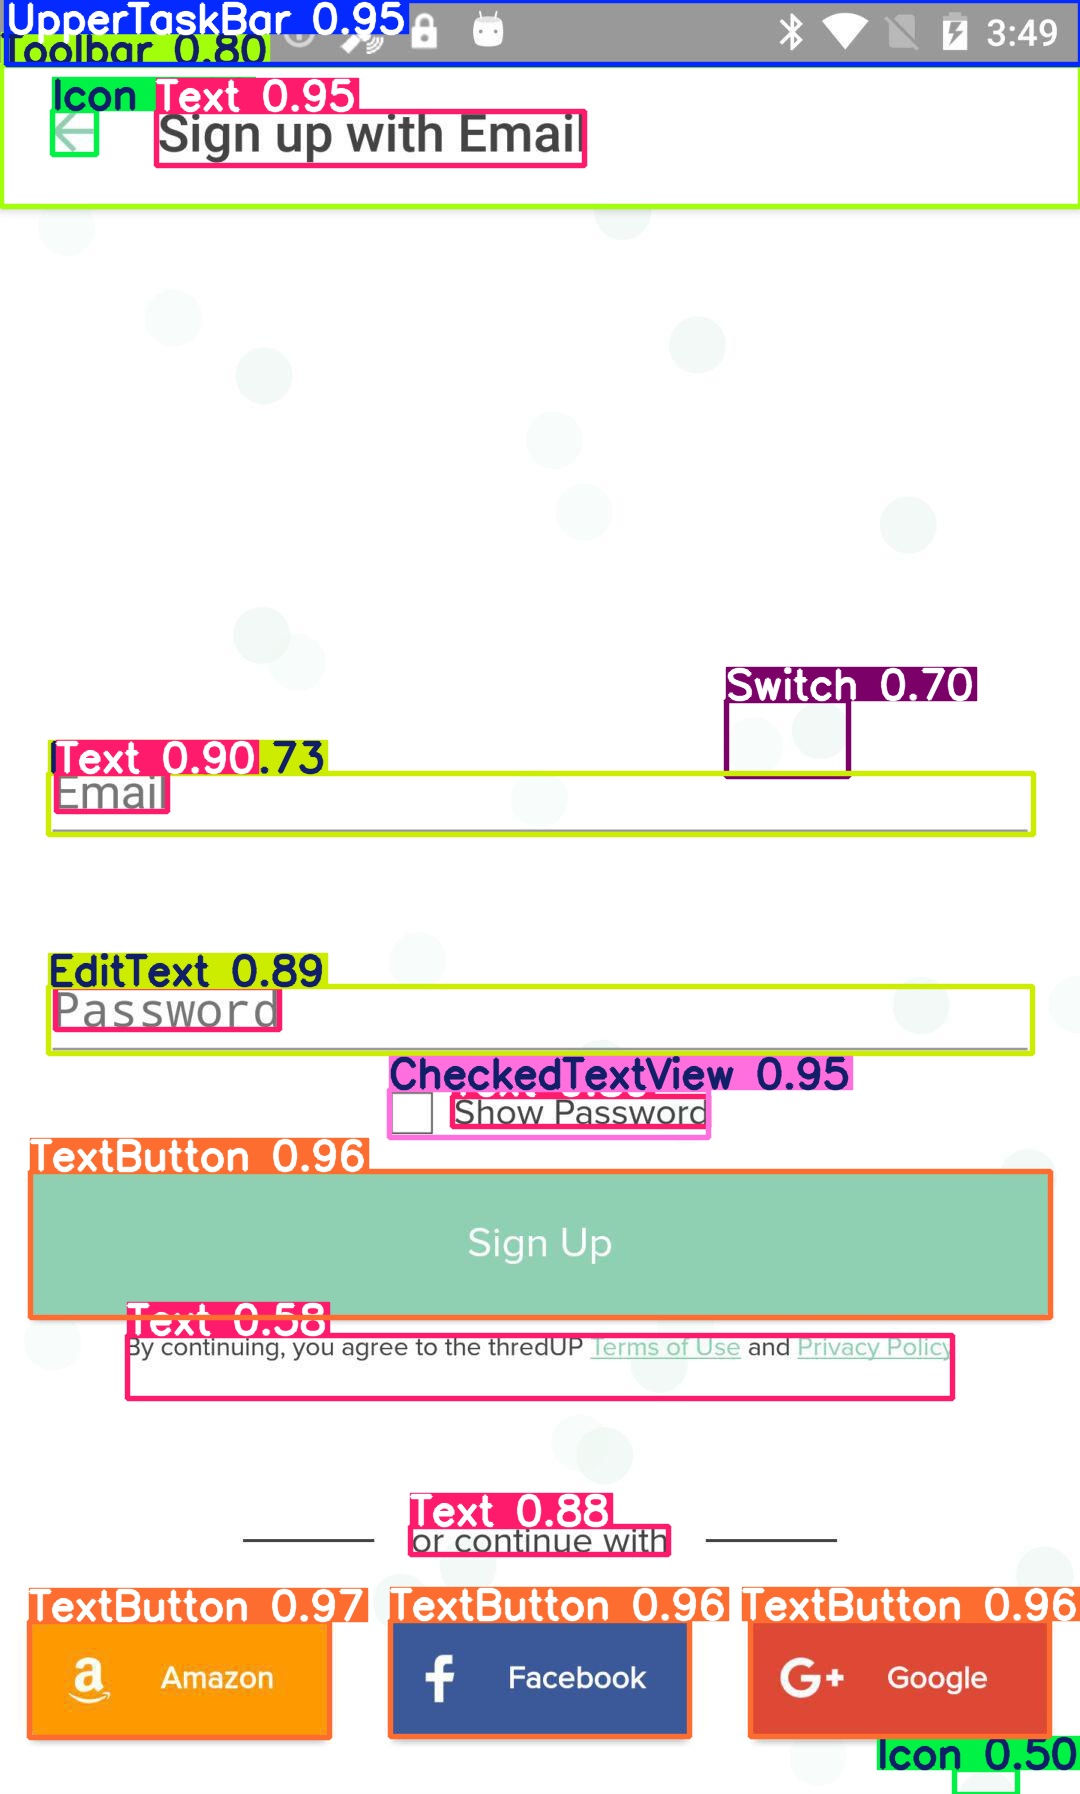 UpperTaskBar 0.95
3:49
Toolbar 0.80
Icon
Text 0.95
Sign up with Email
Switch 0.70
Text 0.90
.73
Email
EditText 0.89
Password
CheckedTextView 0.95
Show Password
TextButton 0.96
Sign Up
Text 0.58
By continuing, you agree to the thredUP Terms of Use and Privacy Policy
Text 0.88
or continue with
TextButton 0.97 TextButton 0.96 TextButton 0.96
a Amazon f Facebook G+ Google
Icon 0.50